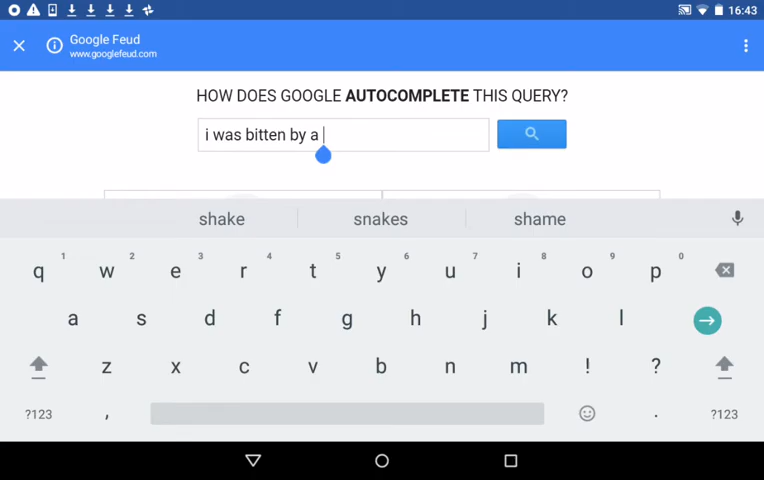 16:43
Google Feud
www.googlefeud.com
HOW DOES GOOGLE AUTOCOMPLETE THIS QUERY?
i was bitten by a
shake snakes shame
1 2 3 4 5 6 7 8 9 0
q w e r t y u i o p
a s d f g h j k l
z x c v b n m ! ?
?123 , . ?123